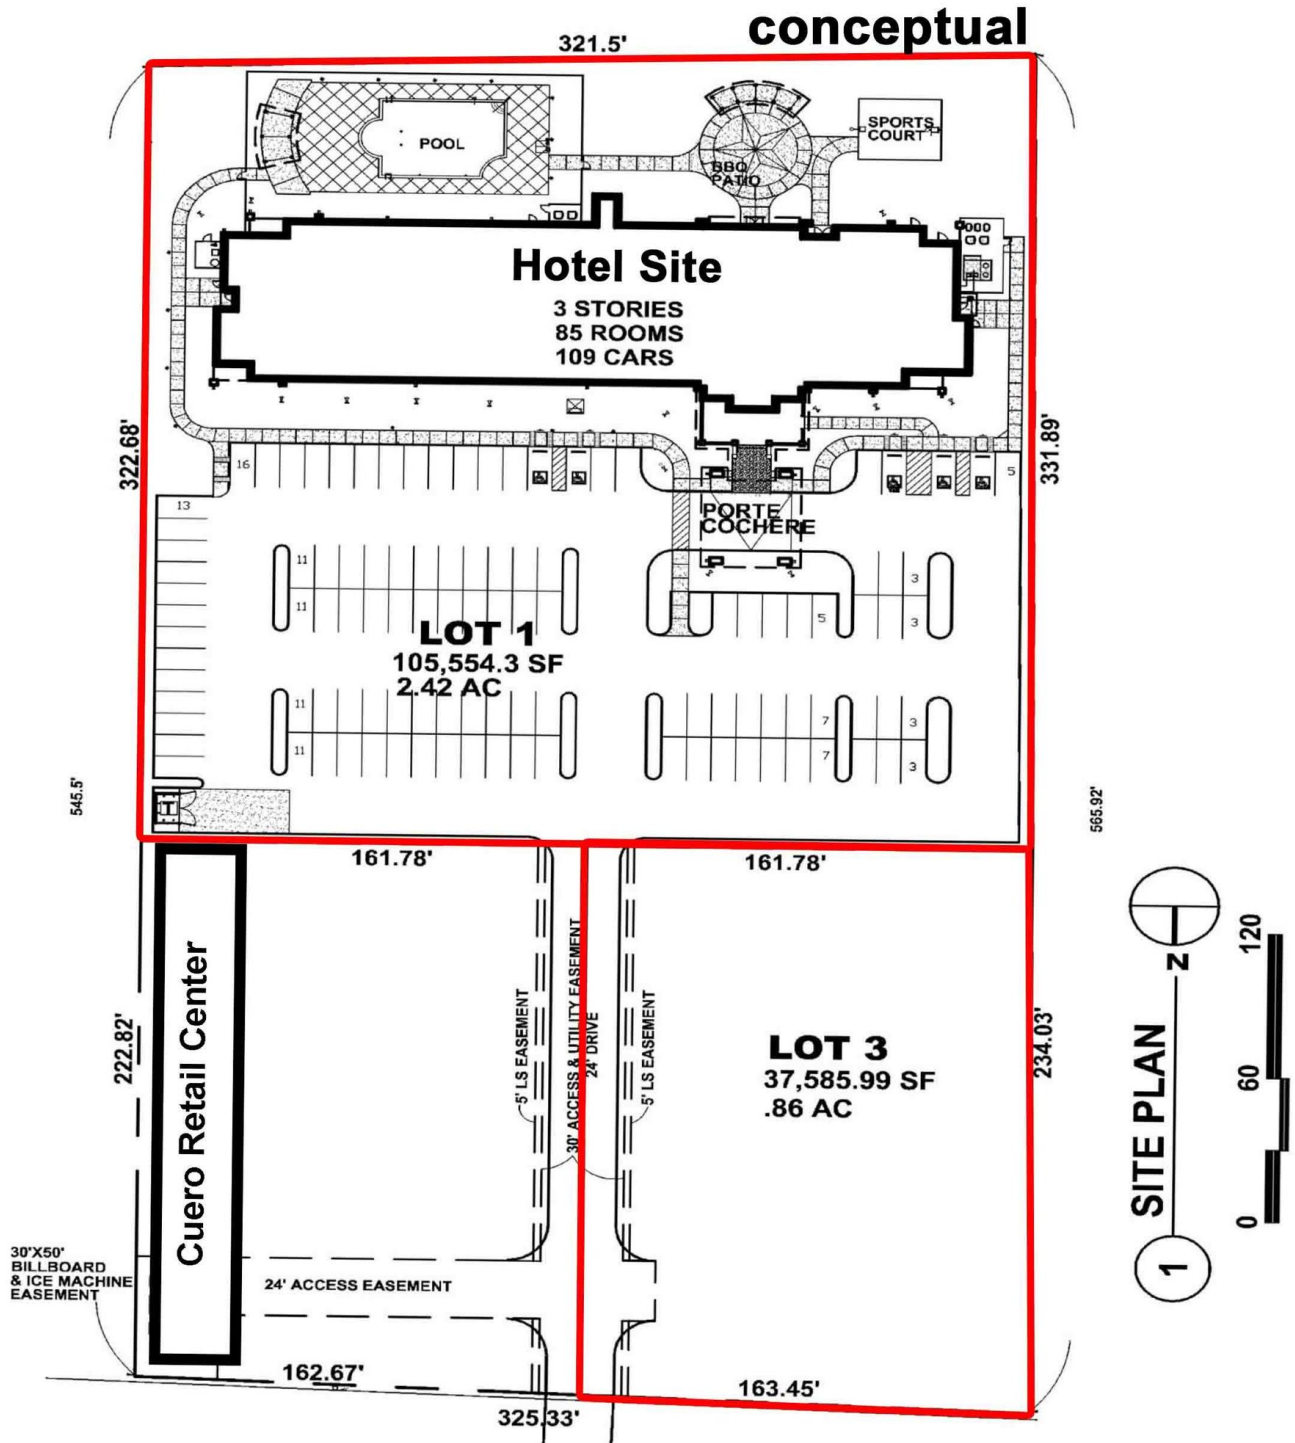 conceptual
321.5'
POOL
BBQ
PATIO
SPORTS
COURT
Hotel Site
3 STORIES
85 ROOMS
109 CARS
322.68'
331.89'
16
5
13
PORTE
COCHERE
11
11
3
3
5
LOT 1
105,554.3 SF
2.42 AC
11
11
7
7
3
3
T
545.5'
565.92'
161.78'
161.78'
Cuero Retail Center
222.82'
5' LS EASEMENT
30' ACCESS & UTILITY EASEMENT
24' DRIVE
5' LS EASEMENT
LOT 3
37,585.99 SF
.86 AC
234.03'
30'X50'
BILLBOARD
& ICE MACHINE
EASEMENT
24' ACCESS EASEMENT
162.67'
163.45'
325.33'
N
1
SITE PLAN
0
60
120